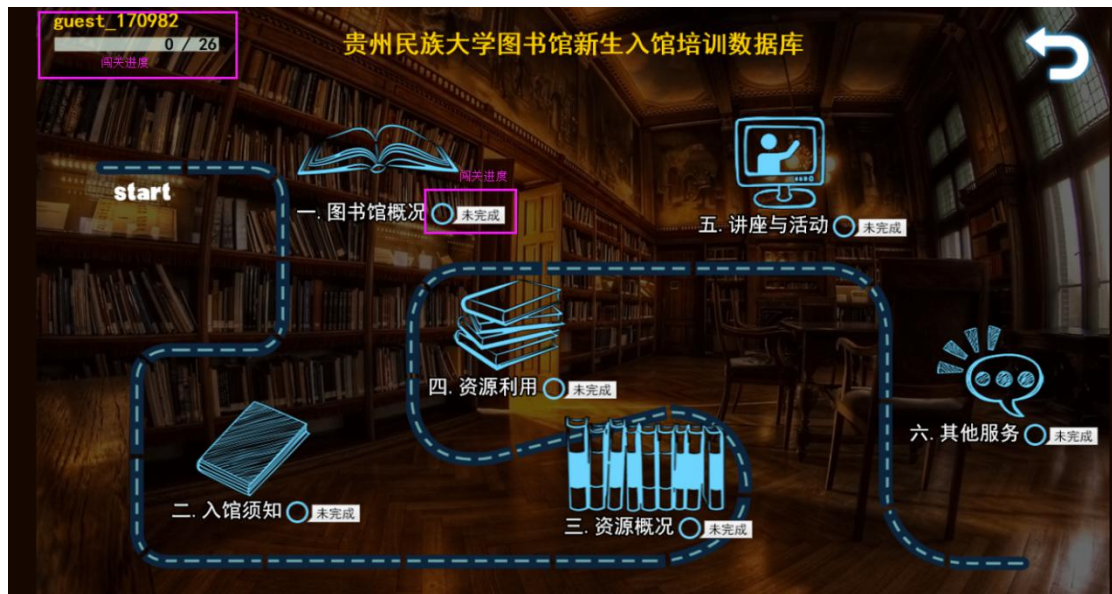 guest_170982
0 / 26
闯关进度
贵州民族大学图书馆新生入馆培训数据库
start
闯关进度
一. 图书馆概况 未完成
五. 讲座与活动 未完成
四. 资源利用 未完成
六. 其他服务 未完成
二. 入馆须知 未完成
三. 资源概况 未完成